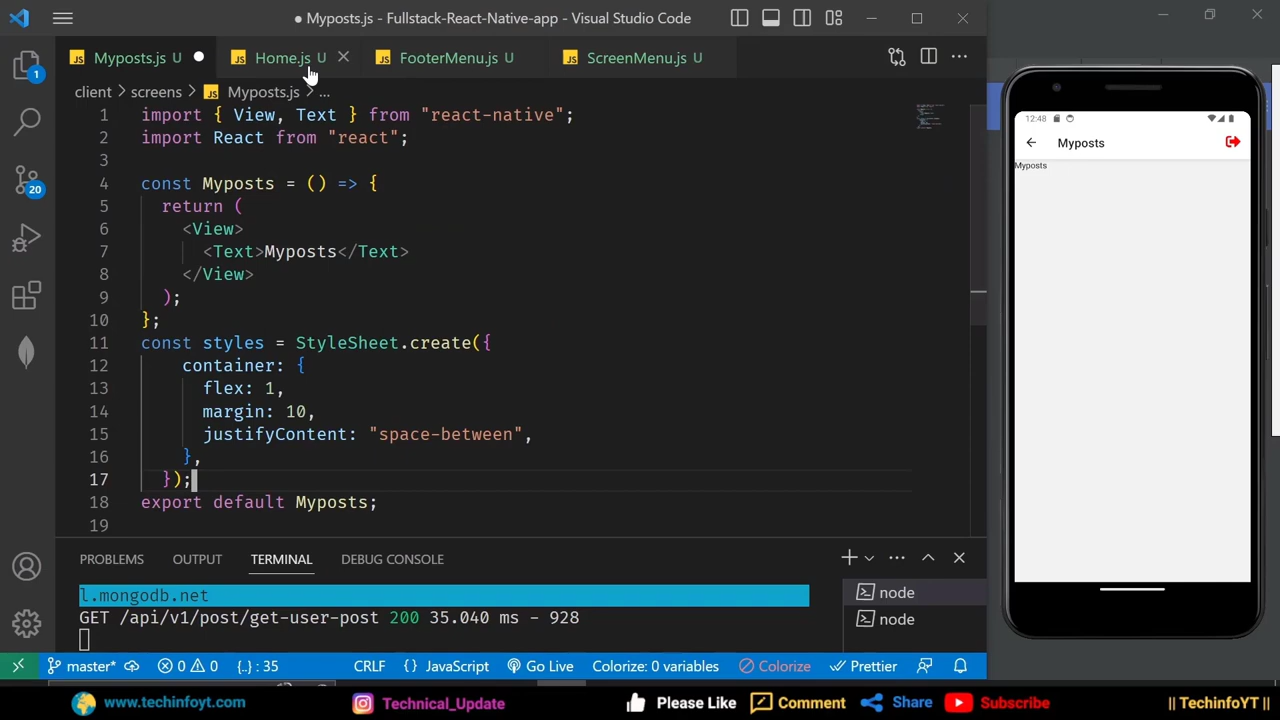 Myposts.js - Fullstack-React-Native-app - Visual Studio Code
Myposts.js U
Home.js U
FooterMenu.js U
ScreenMenu.js U
client > screens > JS Myposts.js > ...
1 import { View, Text } from "react-native";
2 import React from "react";
3
4 const Myposts = () => {
5 return (
6 <View>
7 <Text>Myposts</Text>
8 </View>
9 );
10 };
11 const styles = StyleSheet.create({
12 container: {
13 flex: 1,
14 margin: 10,
15 justifyContent: "space-between",
16 },
17 });
18 export default Myposts;
19
PROBLEMS OUTPUT TERMINAL DEBUG CONSOLE
l.mongodb.net
GET /api/v1/post/get-user-post 200 35.040 ms - 928
node
node
1
20
master* 0 0 {..} : 35 CRLF {} JavaScript Go Live Colorize: 0 variables Colorize Prettier
12:48
Myposts
Myposts
www.techinfoyt.com Technical_Update Please Like Comment Share Subscribe || TechinfoYT ||